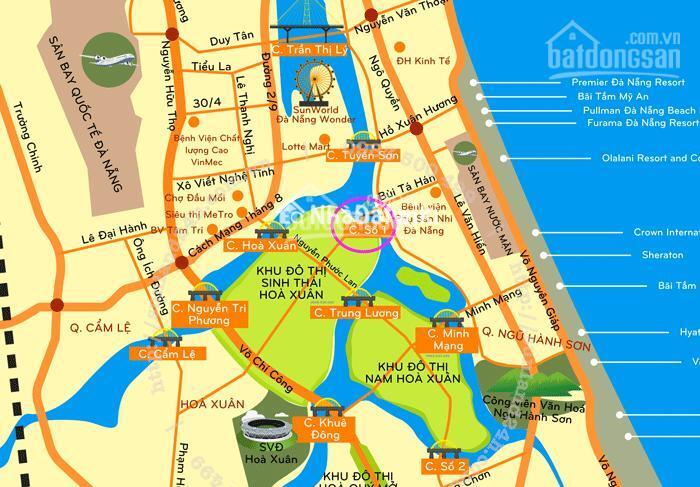 Duy Tân
C. Trần Thị Lý
Nguyễn Văn Thoại
.com.vn
batdongsan
SÂN BAY QUỐC TẾ ĐÀ NẴNG
Nguyễn Hữu Thọ
Tiểu La
30/4
Lê Thanh Nghị
Đường 2/9
SunWorld
Đà Nẵng Wonder
Ngô Quyền
ĐH Kinh Tế
Premier Đà Nẵng Resort
Bãi Tắm Mỹ An
Pullman Đà Nẵng Beach
Furama Đà Nẵng Resort
Trường Chinh
Bệnh Viện Chất
lượng Cao
VinMec
Lotte Mart
Hồ Xuân Hương
C. Tuyên Sơn
Olalani Resort and Co
Xô Viết Nghệ Tĩnh
Chợ Đầu Mối
Siêu thị MeTro
BV Tâm Trí
Cách Mạng Tháng 8
Bùi Tá Hán
Bệnh viện
Phụ Sản Nhi
Đà Nẵng
SÂN BAY NƯỚC MẶN
Lê Văn Hiến
Lê Đại Hành
Ông Ích Đường
C. Hoà Xuân
C. Số 1
Nguyễn Phước Lan
Crown Internat
Sheraton
Bãi Tắm
KHU ĐÔ THỊ
SINH THÁI
HOÀ XUÂN
C. Nguyễn Tri
Phương
C. Trung Lương
Minh Mạng
C. Minh
Mạng
Võ Nguyên Giáp
Q. CẨM LỆ
C. Cẩm Lệ
Q. NGŨ HÀNH SƠN
Hyat
Võ Chí Công
KHU ĐÔ THỊ
NAM HOÀ XUÂN
HOÀ XUÂN
Công viên Văn Hoá
Ngũ Hành Sơn
C. Khuê
Đông
SVĐ
Hoà Xuân
C. Số 2
Phạm H
KHU ĐÔ THỊ
Chơn
Võ Ng